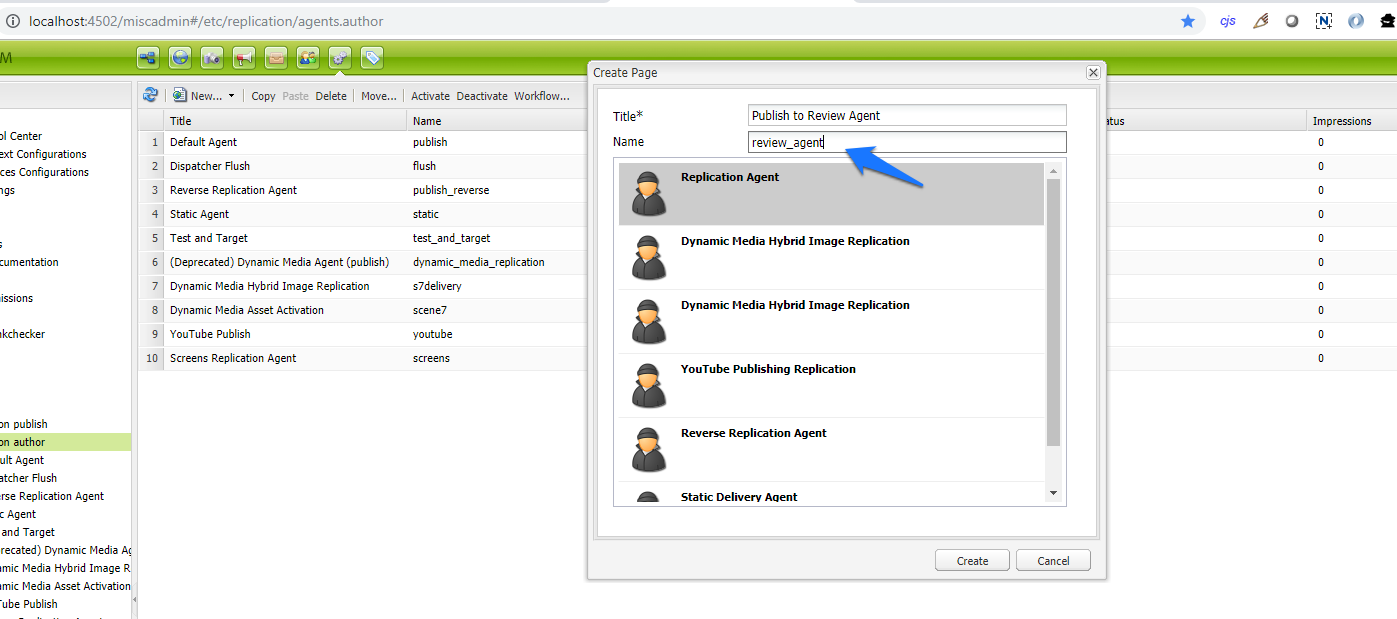 localhost:4502/miscadmin#/etc/replication/agents.author
cjs
N
M
New... Copy Paste Delete Move... Activate Deactivate Workflow...
Title Name atus Impressions
1 Default Agent publish 0
2 Dispatcher Flush flush 0
3 Reverse Replication Agent publish_reverse 0
4 Static Agent static 0
5 Test and Target test_and_target 0
6 (Deprecated) Dynamic Media Agent (publish) dynamic_media_replication 0
7 Dynamic Media Hybrid Image Replication s7delivery 0
8 Dynamic Media Asset Activation scene7 0
9 YouTube Publish youtube 0
10 Screens Replication Agent screens 0
ol Center
ext Configurations
ces Configurations
ngs
s
cumentation
issions
nkchecker
on publish
on author
ult Agent
atcher Flush
erse Replication Agent
ic Agent
and Target
recated) Dynamic Media Ag
amic Media Hybrid Image R
amic Media Asset Activation
Tube Publish
Create Page
Title* Publish to Review Agent
Name review_agent
Replication Agent
Dynamic Media Hybrid Image Replication
Dynamic Media Hybrid Image Replication
YouTube Publishing Replication
Reverse Replication Agent
Static Delivery Agent
Create Cancel